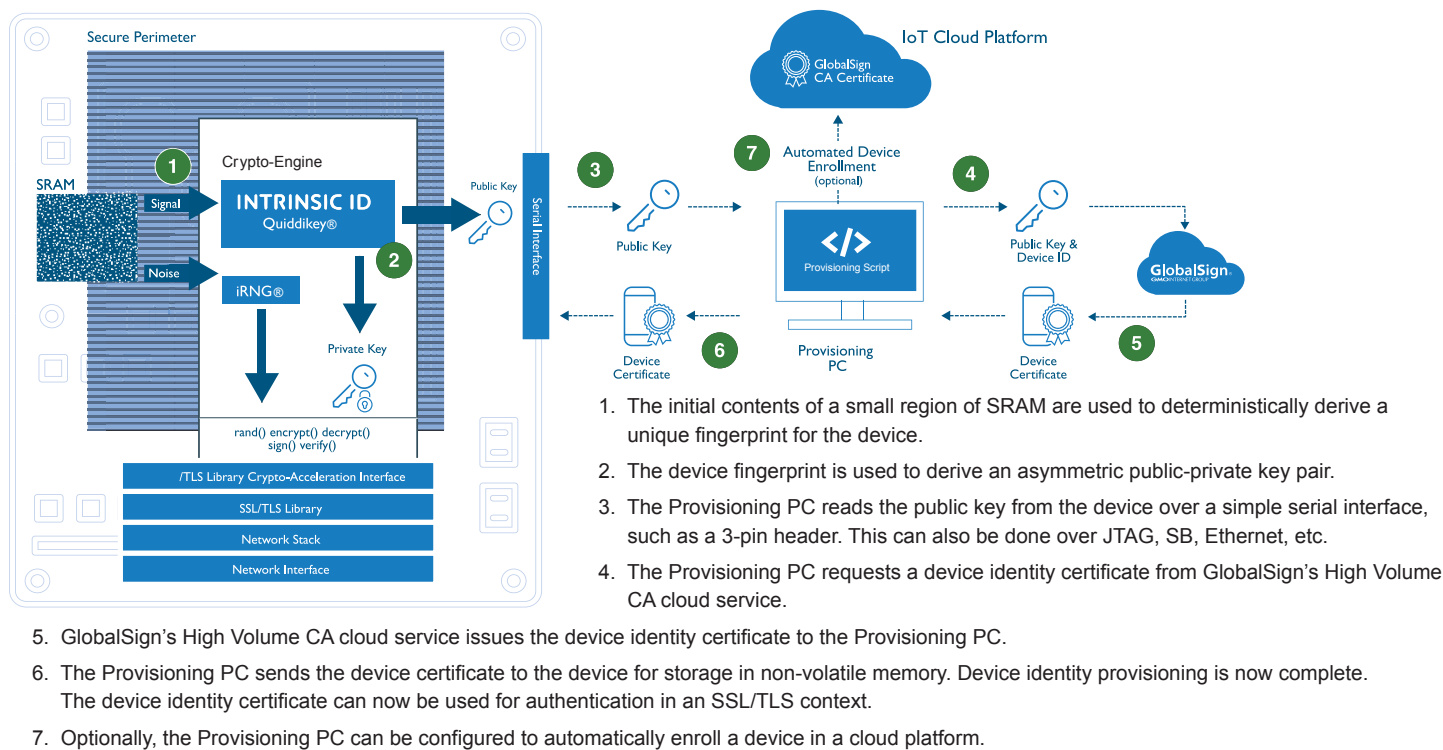 Secure Perimeter
IoT Cloud Platform
GlobalSign
CA Certificate
1
Crypto-Engine
SRAM
Signal
INTRINSIC ID
Quiddikey®
2
Noise
iRNG®
Private Key
rand() encrypt() decrypt()
sign() verify()
/TLS Library Crypto-Acceleration Interface
SSL/TLS Library
Network Stack
Network Interface
Public Key
Serial Interface
3
Public Key
7
Automated Device
Enrollment
(optional)
</>
Provisioning Script
Provisioning
PC
4
Public Key &
Device ID
GlobalSign.
GMO INTERNET GROUP
5
Device
Certificate
6
Device
Certificate
1. The initial contents of a small region of SRAM are used to deterministically derive a
unique fingerprint for the device.
2. The device fingerprint is used to derive an asymmetric public-private key pair.
3. The Provisioning PC reads the public key from the device over a simple serial interface,
such as a 3-pin header. This can also be done over JTAG, SB, Ethernet, etc.
4. The Provisioning PC requests a device identity certificate from GlobalSign’s High Volume
CA cloud service.
5. GlobalSign’s High Volume CA cloud service issues the device identity certificate to the Provisioning PC.
6. The Provisioning PC sends the device certificate to the device for storage in non-volatile memory. Device identity provisioning is now complete.
The device identity certificate can now be used for authentication in an SSL/TLS context.
7. Optionally, the Provisioning PC can be configured to automatically enroll a device in a cloud platform.